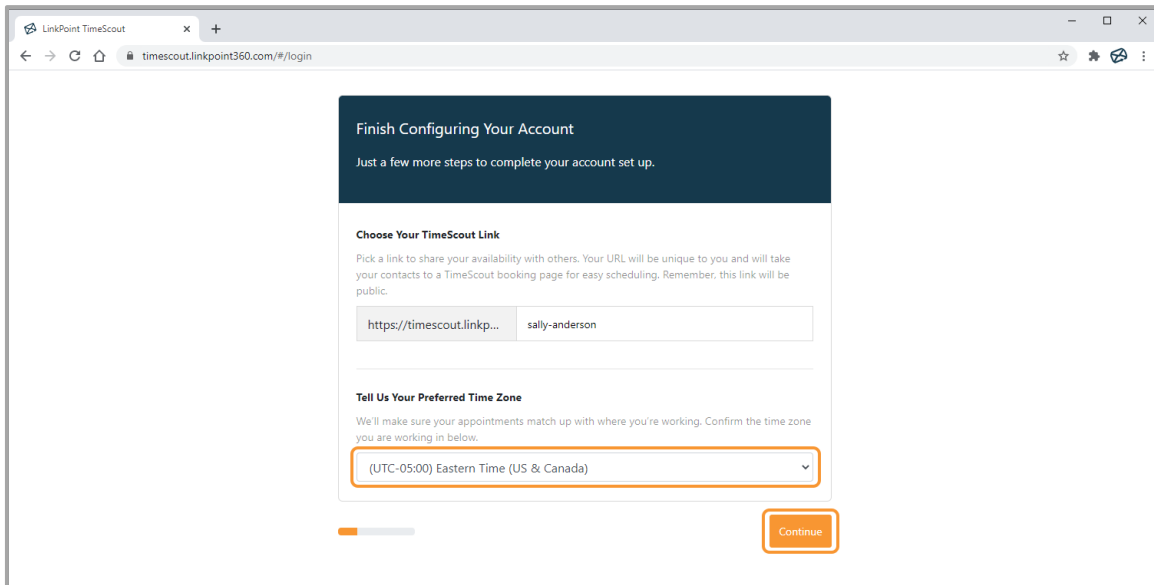 LinkPoint TimeScout
timescout.linkpoint360.com/#/login
Finish Configuring Your Account
Just a few more steps to complete your account set up.
Choose Your TimeScout Link
Pick a link to share your availability with others. Your URL will be unique to you and will take
your contacts to a TimeScout booking page for easy scheduling. Remember, this link will be
public.
https://timescout.linkp... sally-anderson
Tell Us Your Preferred Time Zone
We'll make sure your appointments match up with where you're working. Confirm the time zone
you are working in below.
(UTC-05:00) Eastern Time (US & Canada)
Continue